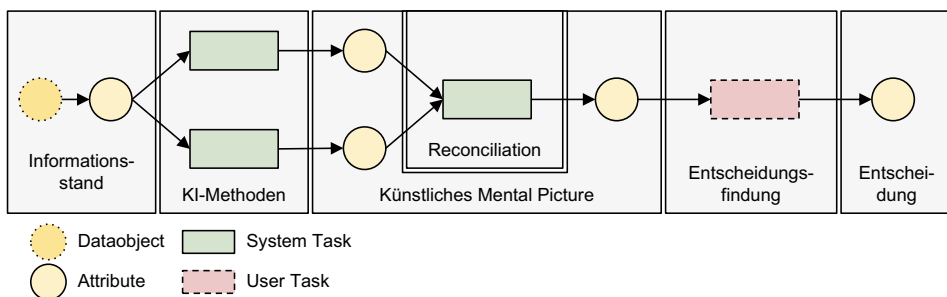 Informations-
stand
KI-Methoden
Reconciliation
Künstliches Mental Picture
Entscheidungs-
findung
Entschei-
dung
Dataobject
System Task
Attribute
User Task